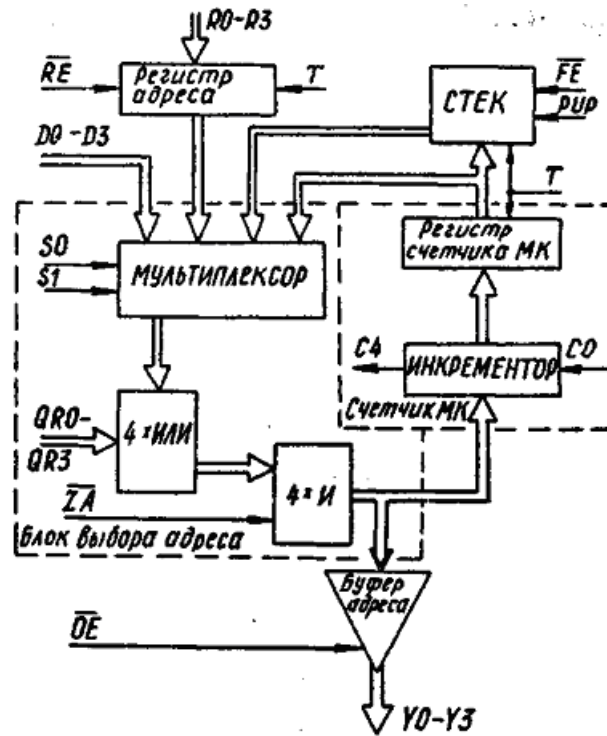 R0-R3
RE
Регистр
адреса
T
СТЕК
FE
PUP
D0-D3
T
S0
S1
МУЛЬТИПЛЕКСОР
Регистр
счетчика МК
C4
ИНКРЕМЕНТОР
C0
Счетчик МК
QR0-
QR3
4*ИЛИ
4*И
ZA
Блок выбора адреса
Буфер
адреса
OE
Y0-Y3